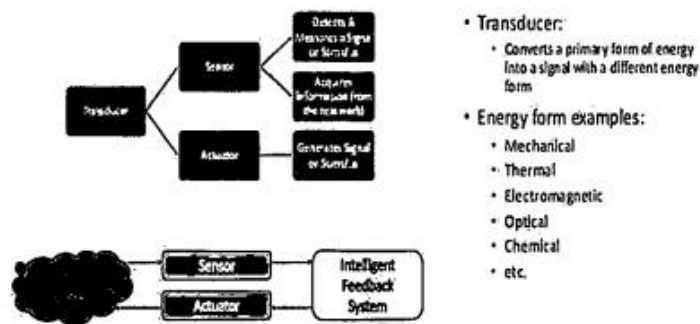 Transducer
Sensor
Detects &
Measures a Signal
or Stimulus
Acquires
Information (from
the real world)
Actuator
Generates Signal
or Stimulus
Sensor
Actuator
Intelligent
Feedback
System
• Transducer:
• Converts a primary form of energy
into a signal with a different energy
form
• Energy form examples:
• Mechanical
• Thermal
• Electromagnetic
• Optical
• Chemical
• etc.